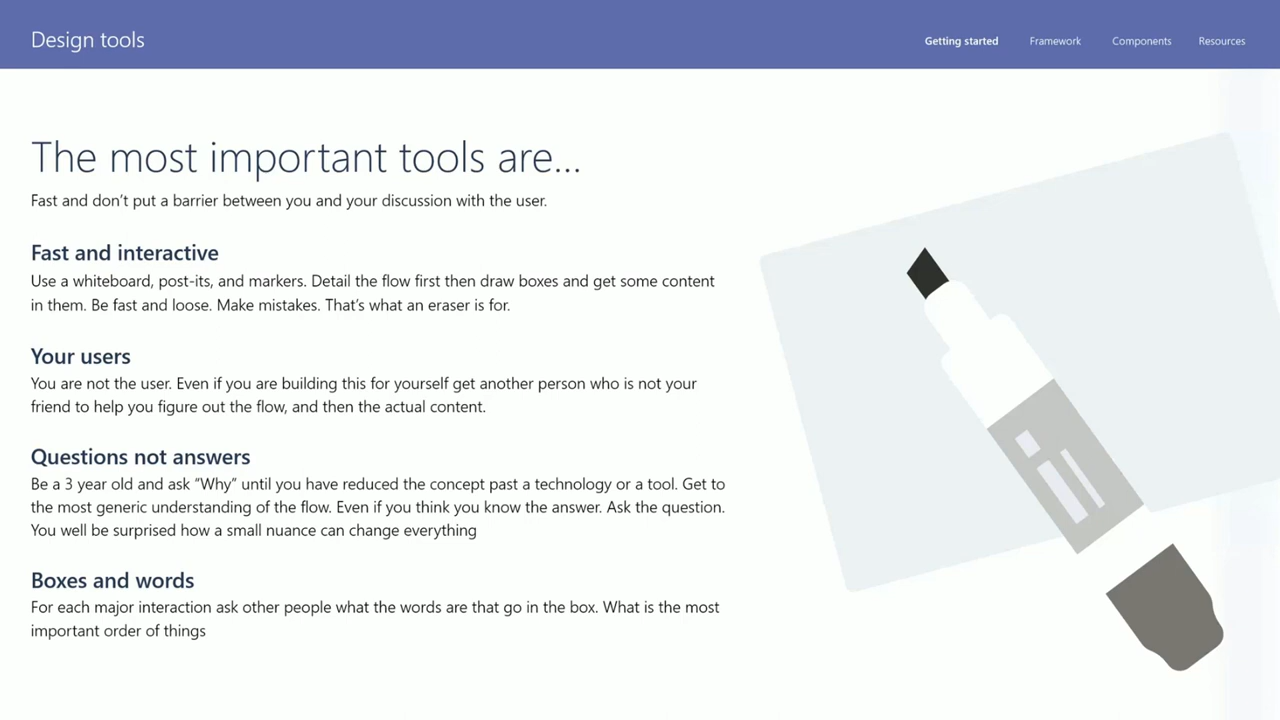 Design tools
Getting started
Framework
Components
Resources
The most important tools are...
Fast and don't put a barrier between you and your discussion with the user.
Fast and interactive
Use a whiteboard, post-its, and markers. Detail the flow first then draw boxes and get some content
in them. Be fast and loose. Make mistakes. That's what an eraser is for.
Your users
You are not the user. Even if you are building this for yourself get another person who is not your
friend to help you figure out the flow, and then the actual content.
Questions not answers
Be a 3 year old and ask “Why” until you have reduced the concept past a technology or a tool. Get to
the most generic understanding of the flow. Even if you think you know the answer. Ask the question.
You well be surprised how a small nuance can change everything
Boxes and words
For each major interaction ask other people what the words are that go in the box. What is the most
important order of things